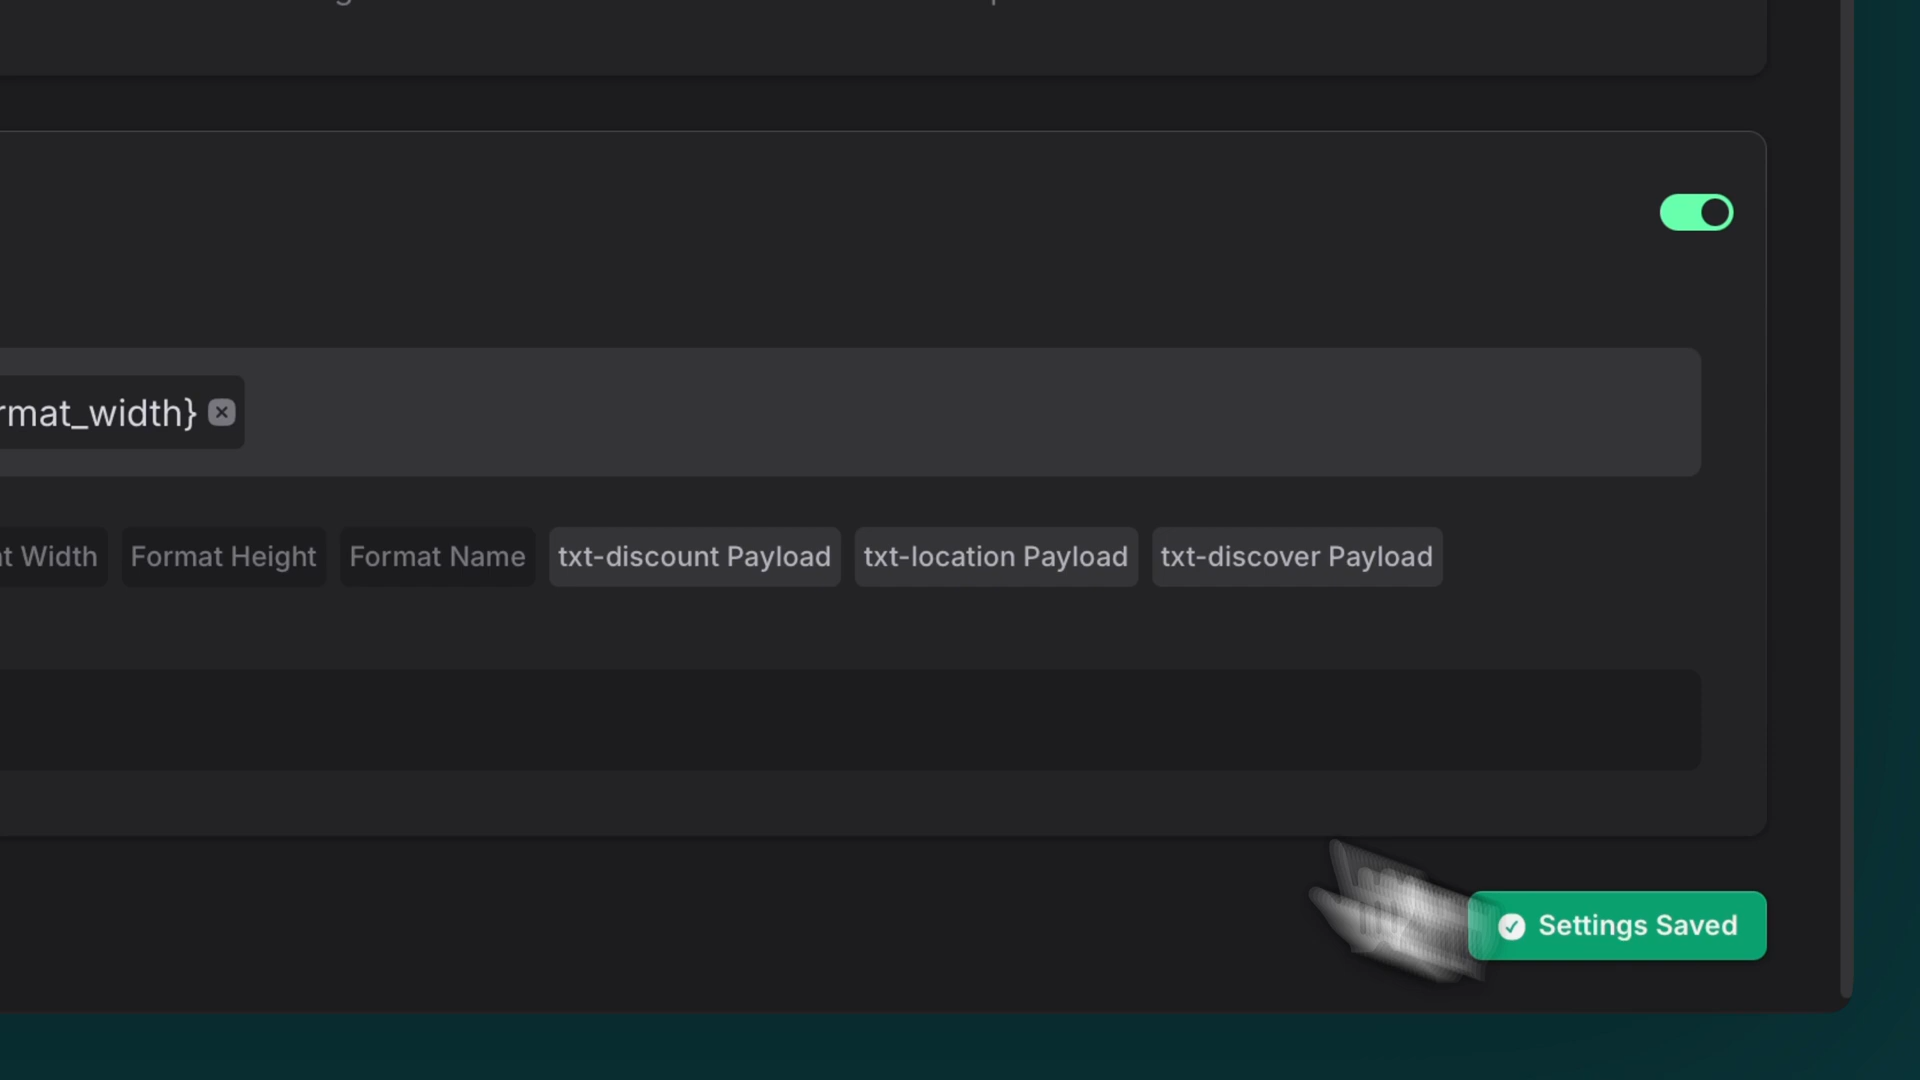 rmat_width}
t Width Format Height Format Name txt-discount Payload txt-location Payload txt-discover Payload
Settings Saved